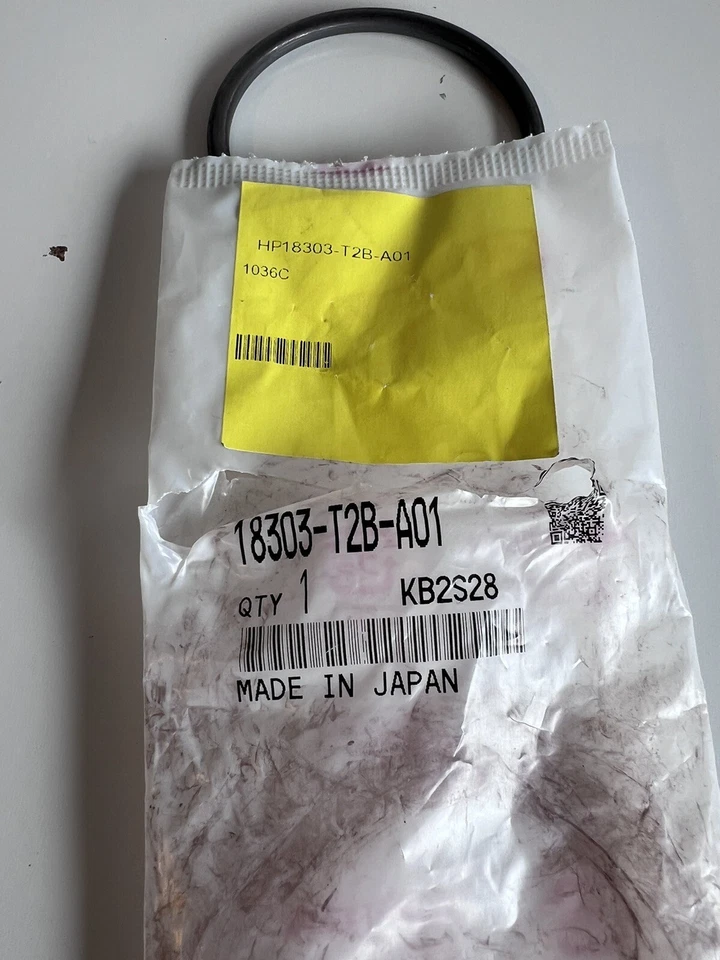 HP18303-T2B-A01
1036C
18303-T2B-A01
QTY 1 KB2S28
MADE IN JAPAN